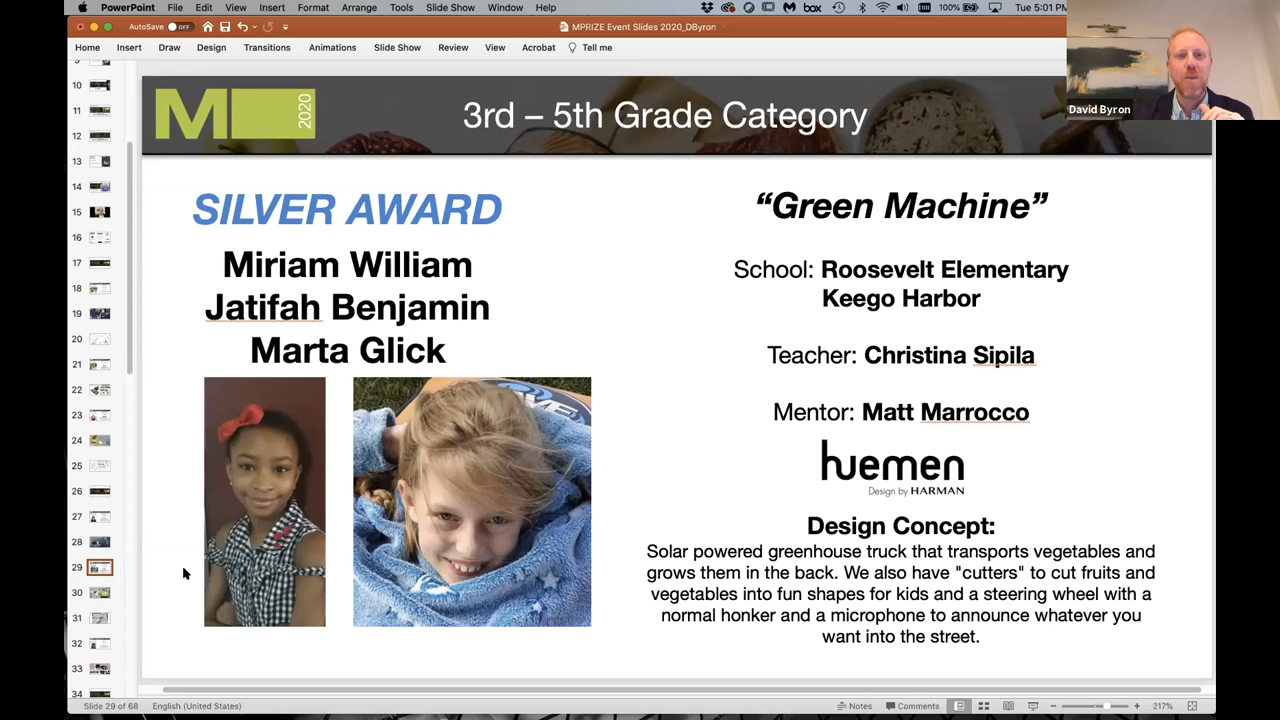 PowerPoint File Edit View Insert Format Arrange Tools Slide Show Window Help box 100% Tue 5:01 PM
AutoSave OFF MPRIZE Event Slides 2020_DByron
Home Insert Draw Design Transitions Animations Slide Show Review View Acrobat Tell me
David Byron
M 2020
3rd – 5th Grade Category
SILVER AWARD
Miriam William
Jatifah Benjamin
Marta Glick
“Green Machine”
School: Roosevelt Elementary
Keego Harbor
Teacher: Christina Sipila
Mentor: Matt Marrocco
huemen
Design by HARMAN
Design Concept:
Solar powered greenhouse truck that transports vegetables and
grows them in the back. We also have "cutters" to cut fruits and
vegetables into fun shapes for kids and a steering wheel with a
normal honker and a microphone to announce whatever you
want into the street.
10
11
12
13
14
15
16
17
18
19
20
21
22
23
24
25
26
27
28
29
30
31
32
33
34
Slide 29 of 68 English (United States) Notes Comments 217%